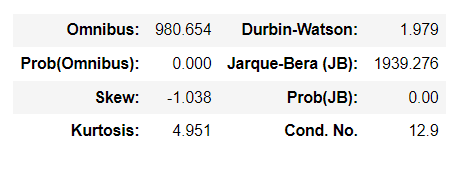 Omnibus: 980.654 Durbin-Watson: 1.979
Prob(Omnibus): 0.000 Jarque-Bera (JB): 1939.276
Skew: -1.038 Prob(JB): 0.00
Kurtosis: 4.951 Cond. No. 12.9